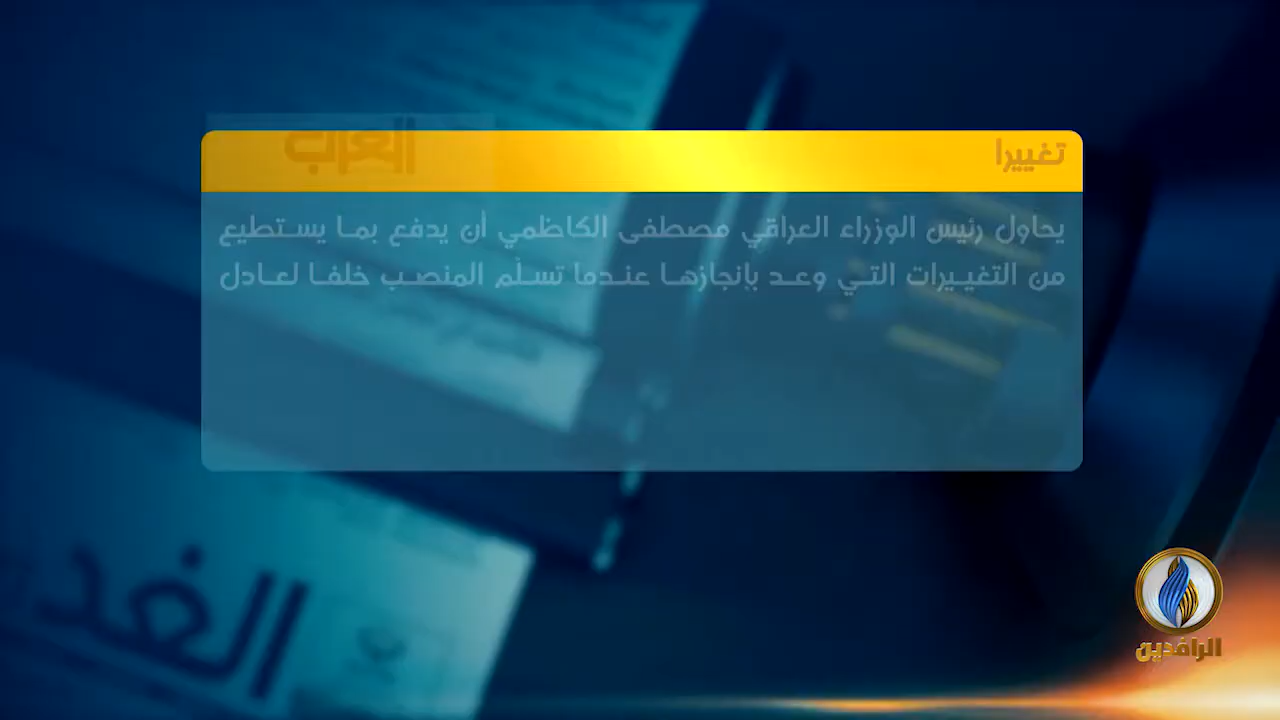 العرب
تغييرا
يحاول رئيس الوزراء العراقي مصطفى الكاظمي أن يدفع بما يستطيع
من التغييرات التي وعد بإنجازها عندما تسلّم المنصب خلفا لعادل
الغد
الرافدين